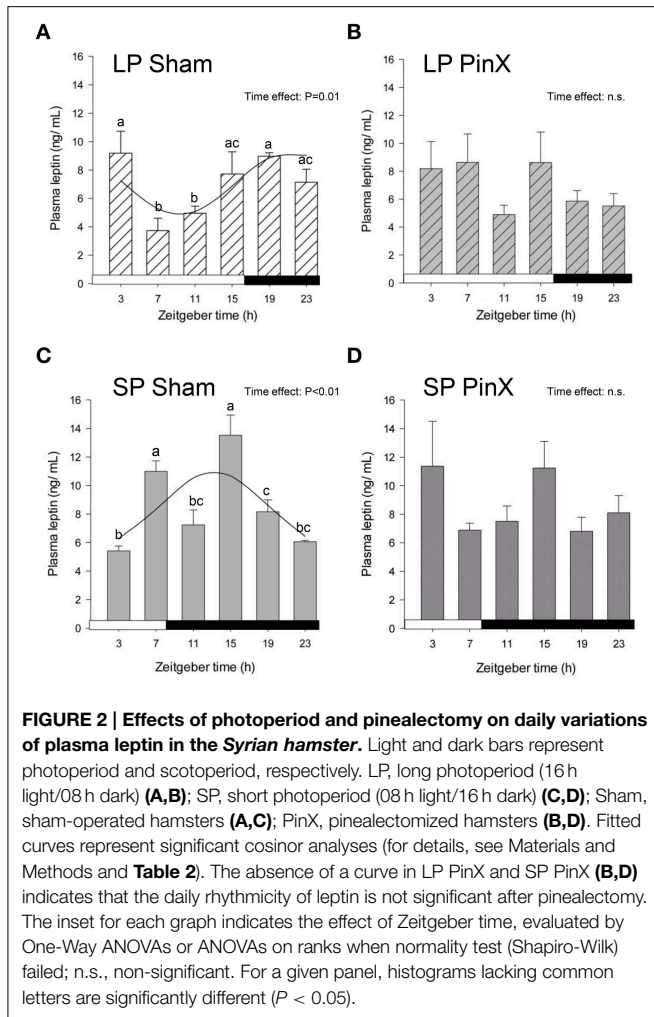 A
LP Sham
Time effect: P=0.01
Plasma leptin (ng/ mL)
16
14
12
10
8
6
4
2
0
a
b
b
ac
a
ac
3 7 11 15 19 23
Zeitgeber time (h)
B
LP PinX
Time effect: n.s.
Plasma leptin (ng/mL)
16
14
12
10
8
6
4
2
0
3 7 11 15 19 23
Zeitgeber time (h)
C
SP Sham
Time effect: P<0.01
Plasma leptin (ng/mL)
16
14
12
10
8
6
4
2
0
b
a
bc
a
c
bc
3 7 11 15 19 23
Zeitgeber time (h)
D
SP PinX
Time effect: n.s.
Plasma leptin (ng/mL)
16
14
12
10
8
6
4
2
0
3 7 11 15 19 23
Zeitgeber time (h)
FIGURE 2 | Effects of photoperiod and pinealectomy on daily variations
of plasma leptin in the Syrian hamster. Light and dark bars represent
photoperiod and scotoperiod, respectively. LP, long photoperiod (16 h
light/08 h dark) (A,B); SP, short photoperiod (08 h light/16 h dark) (C,D); Sham,
sham-operated hamsters (A,C); PinX, pinealectomized hamsters (B,D). Fitted
curves represent significant cosinor analyses (for details, see Materials and
Methods and Table 2). The absence of a curve in LP PinX and SP PinX (B,D)
indicates that the daily rhythmicity of leptin is not significant after pinealectomy.
The inset for each graph indicates the effect of Zeitgeber time, evaluated by
One-Way ANOVAs or ANOVAs on ranks when normality test (Shapiro-Wilk)
failed; n.s., non-significant. For a given panel, histograms lacking common
letters are significantly different (P < 0.05).